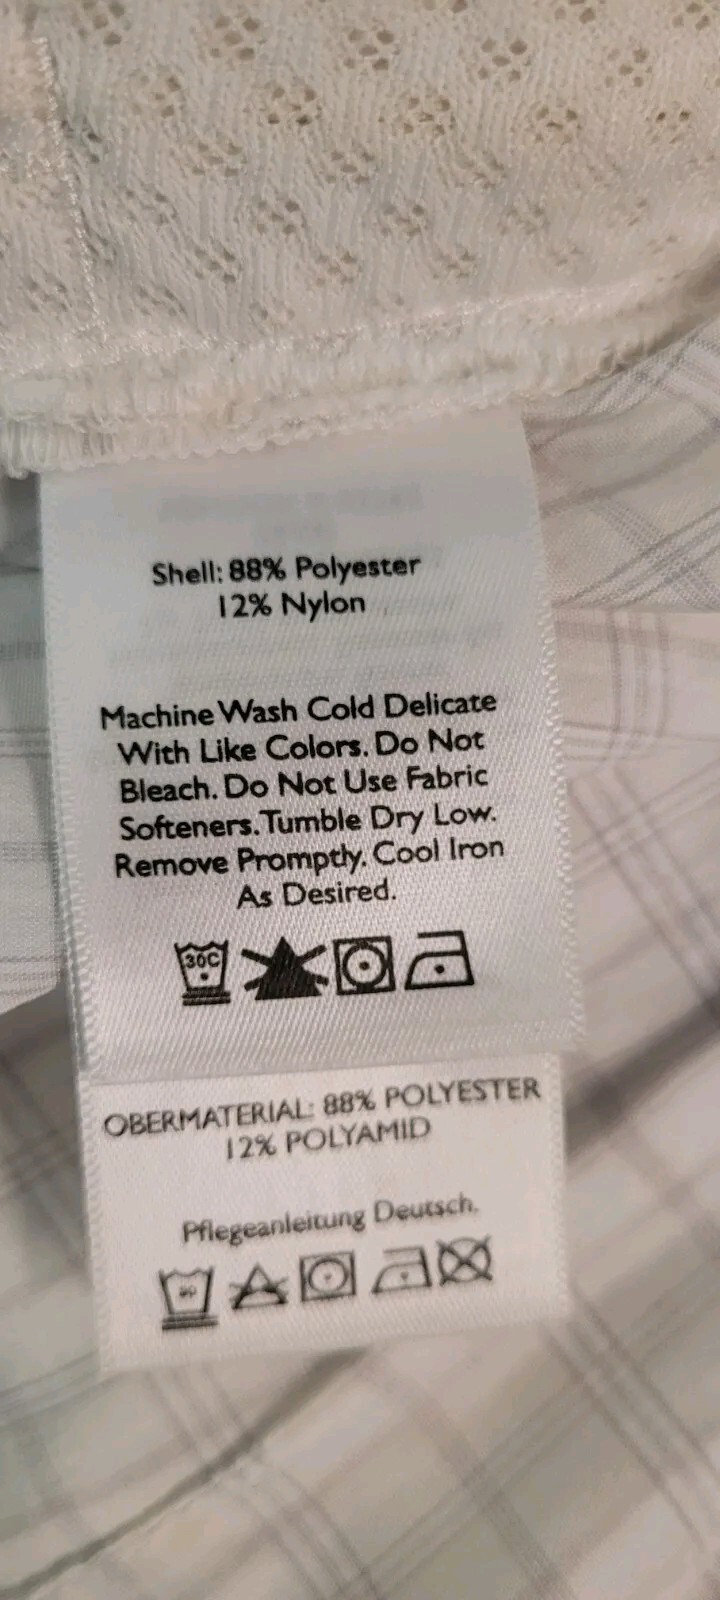 Shell: 88% Polyester
12% Nylon
Machine Wash Cold Delicate
With Like Colors. Do Not
Bleach. Do Not Use Fabric
Softeners. Tumble Dry Low.
Remove Promptly. Cool Iron
As Desired.
30C
OBERMATERIAL: 88% POLYESTER
12% POLYAMID
Pflegeanleitung Deutsch.